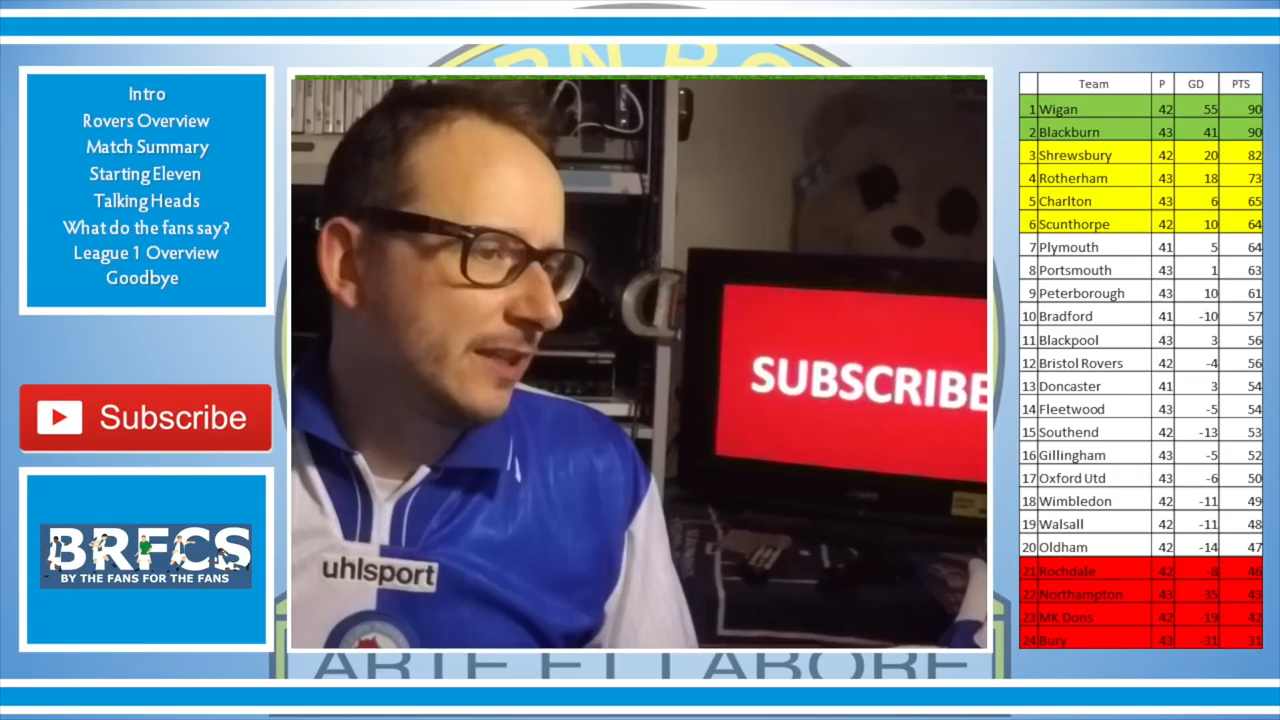 RN RO
Intro
Rovers Overview
Match Summary
Starting Eleven
Talking Heads
What do the fans say?
League 1 Overview
Goodbye
Subscribe
BRFCS
BY THE FANS FOR THE FANS
SUBSCRIBE
uhlsport
ARTE ET LABORE
Team P GD PTS
1 Wigan 42 55 90
2 Blackburn 43 41 90
3 Shrewsbury 42 20 82
4 Rotherham 43 18 73
5 Charlton 43 6 65
6 Scunthorpe 43 10 64
7 Plymouth 41 5 64
8 Portsmouth 43 1 63
9 Peterborough 43 10 61
10 Bradford 41 -10 57
11 Blackpool 43 3 56
12 Bristol Rovers 42 -4 56
13 Doncaster 41 3 54
14 Fleetwood 43 -5 54
15 Southend 42 -13 53
16 Gillingham 43 -5 52
17 Oxford Utd 43 -6 50
18 Wimbledon 42 -11 49
19 Walsall 42 -11 48
20 Oldham 42 -14 47
21 Rochdale 42 -8 46
22 Northampton 43 -35 43
23 MK Dons 42 19 42
24 Bury 43 -31 31